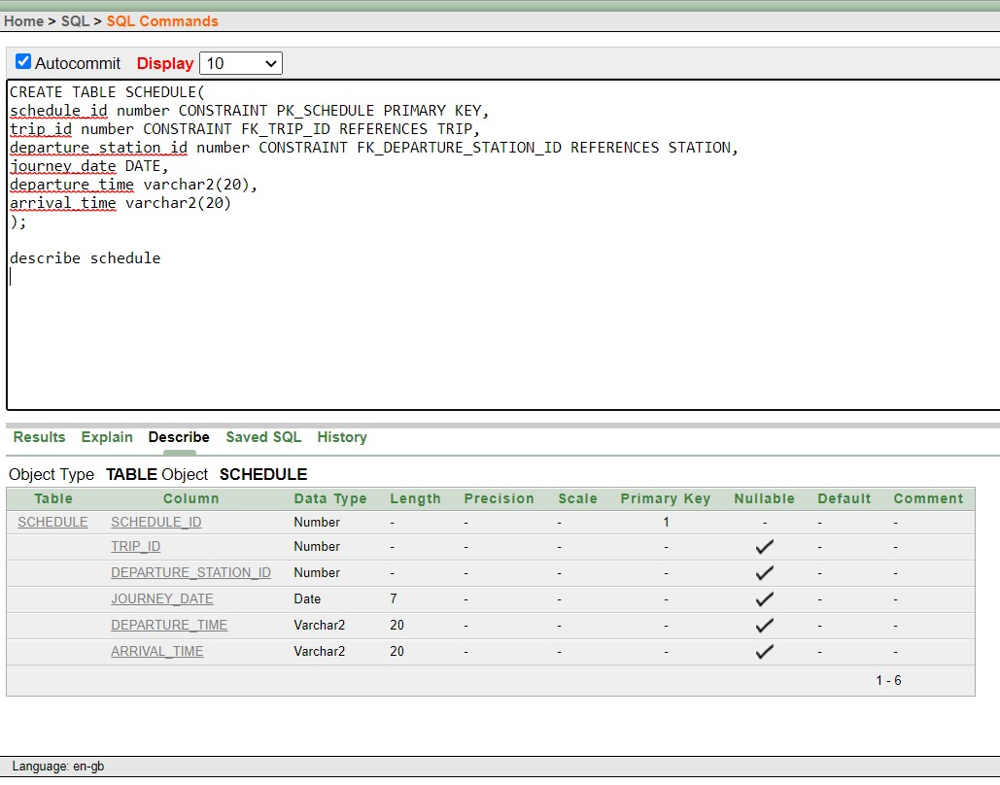 Home > SQL > SQL Commands
Autocommit Display 10
CREATE TABLE SCHEDULE(
schedule_id number CONSTRAINT PK_SCHEDULE PRIMARY KEY,
trip_id number CONSTRAINT FK_TRIP_ID REFERENCES TRIP,
departure_station_id number CONSTRAINT FK_DEPARTURE_STATION_ID REFERENCES STATION,
journey_date DATE,
departure_time varchar2(20),
arrival_time varchar2(20)
);
describe schedule
Results Explain Describe Saved SQL History
Object Type TABLE Object SCHEDULE
Table Column Data Type Length Precision Scale Primary Key Nullable Default Comment
SCHEDULE SCHEDULE_ID Number - - - 1 - - -
TRIP_ID Number - - - - ✓ - -
DEPARTURE_STATION_ID Number - - - - ✓ - -
JOURNEY_DATE Date 7 - - - ✓ - -
DEPARTURE_TIME Varchar2 20 - - - ✓ - -
ARRIVAL_TIME Varchar2 20 - - - ✓ - -
1 - 6
Language: en-gb